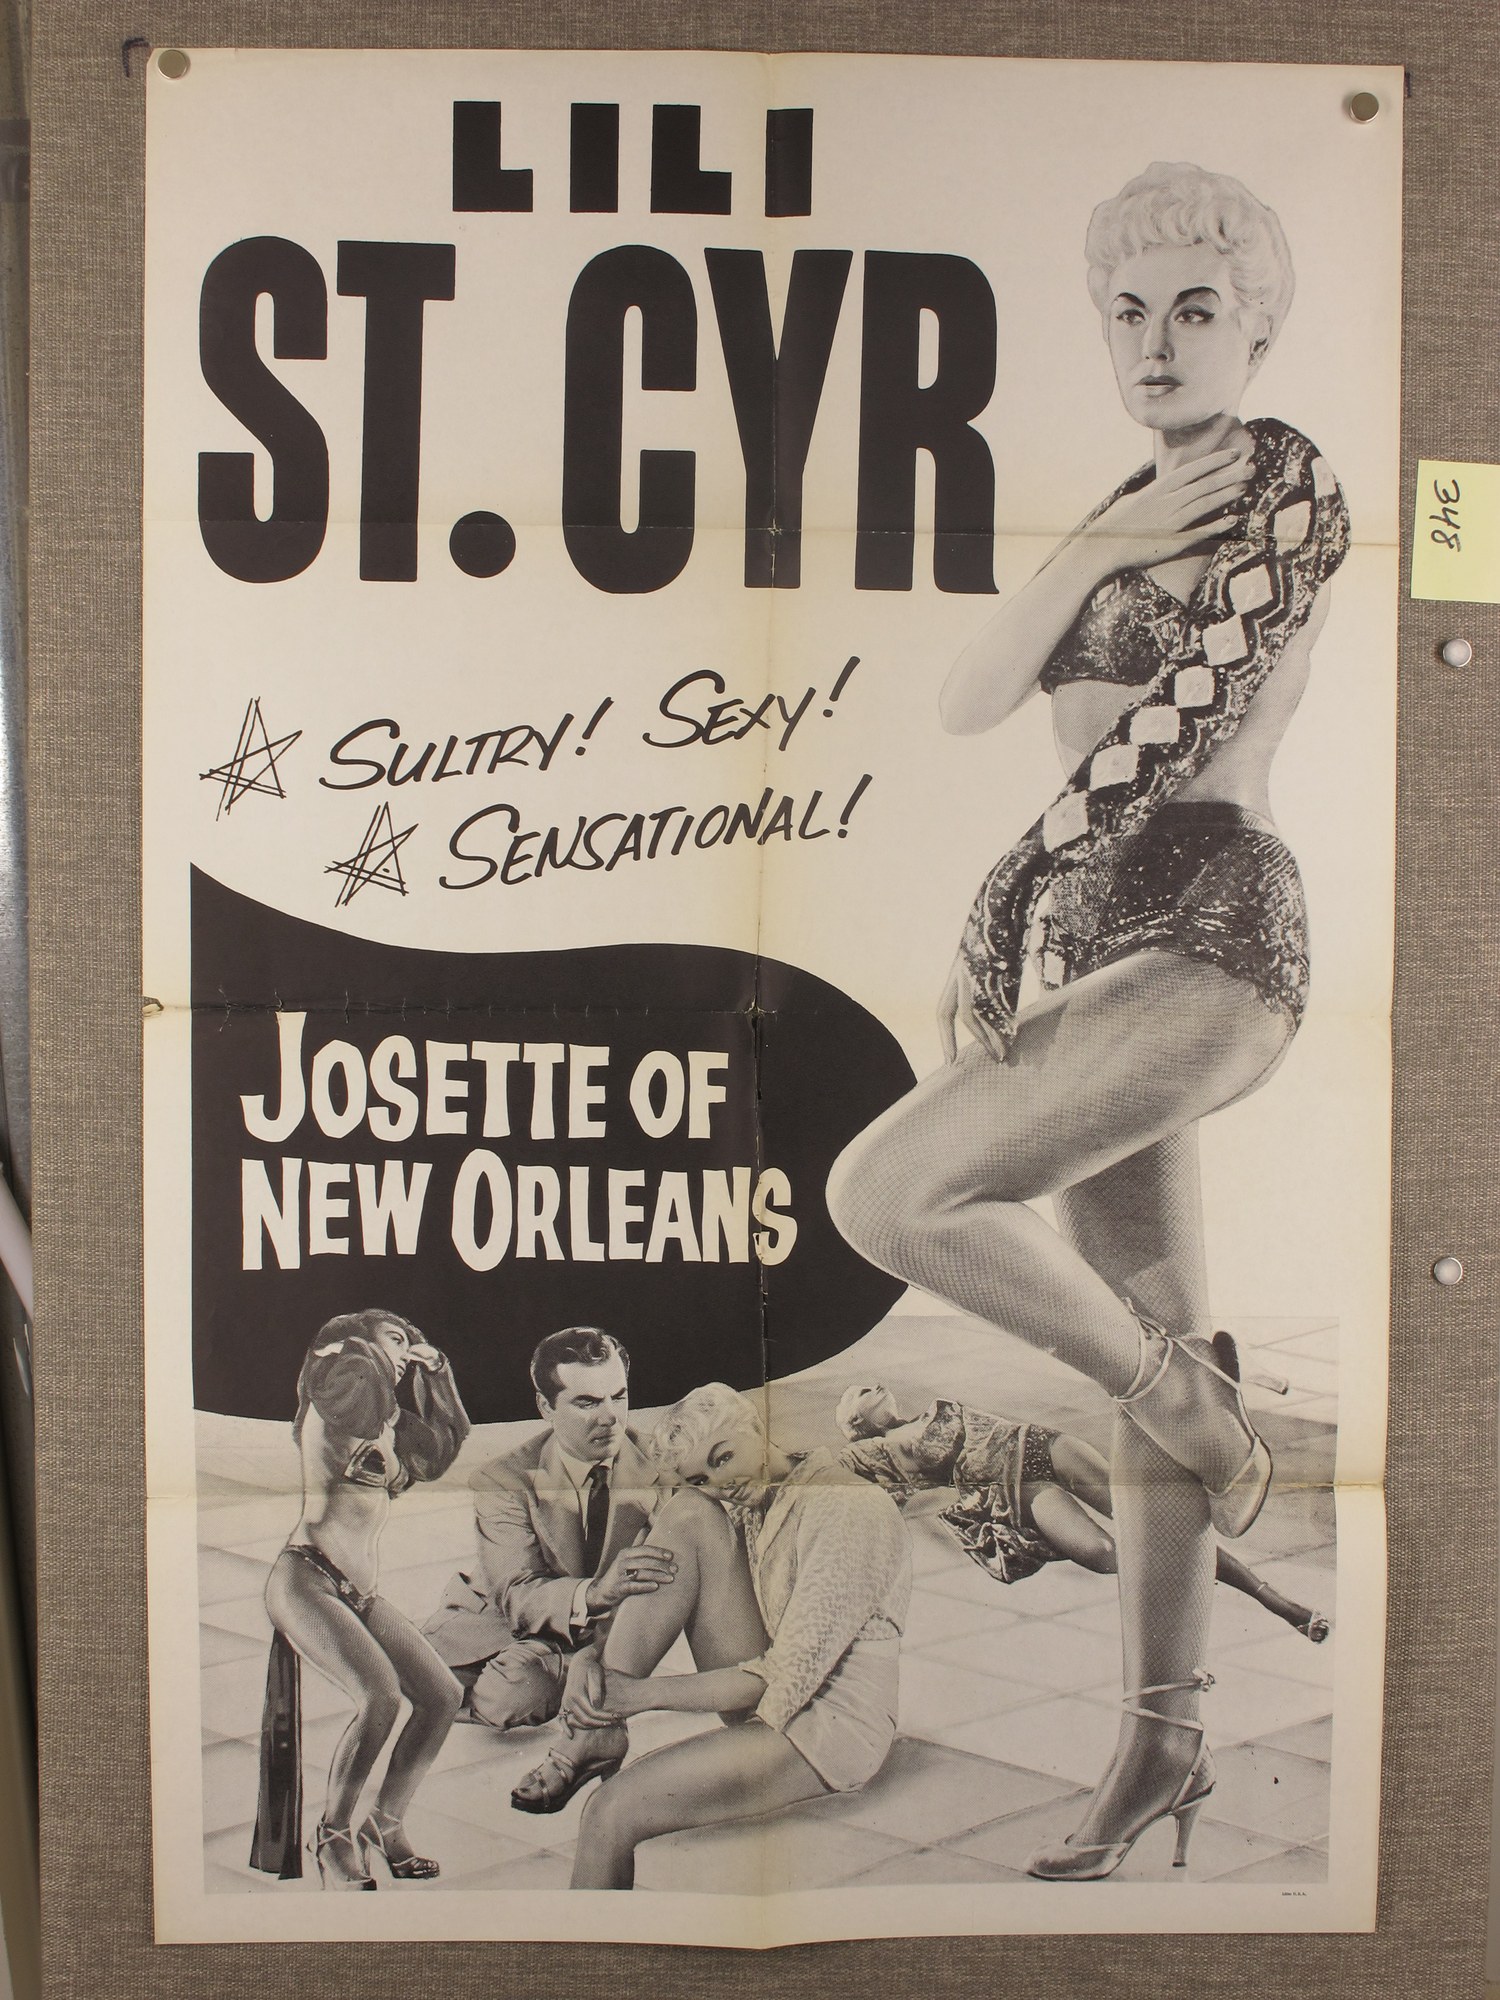 LILI
ST. CYR
SULTRY! SEXY!
SENSATIONAL!
JOSETTE OF
NEW ORLEANS
348